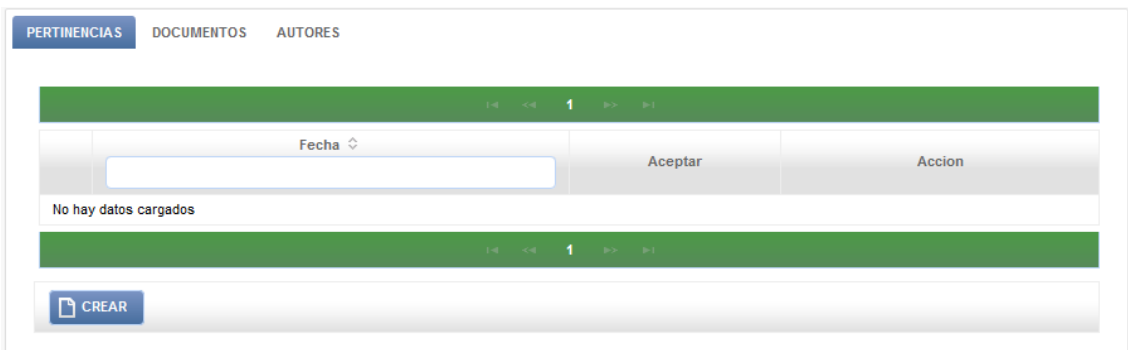 PERTINENCIAS DOCUMENTOS AUTORES
1
Fecha Aceptar Accion
No hay datos cargados
1
CREAR